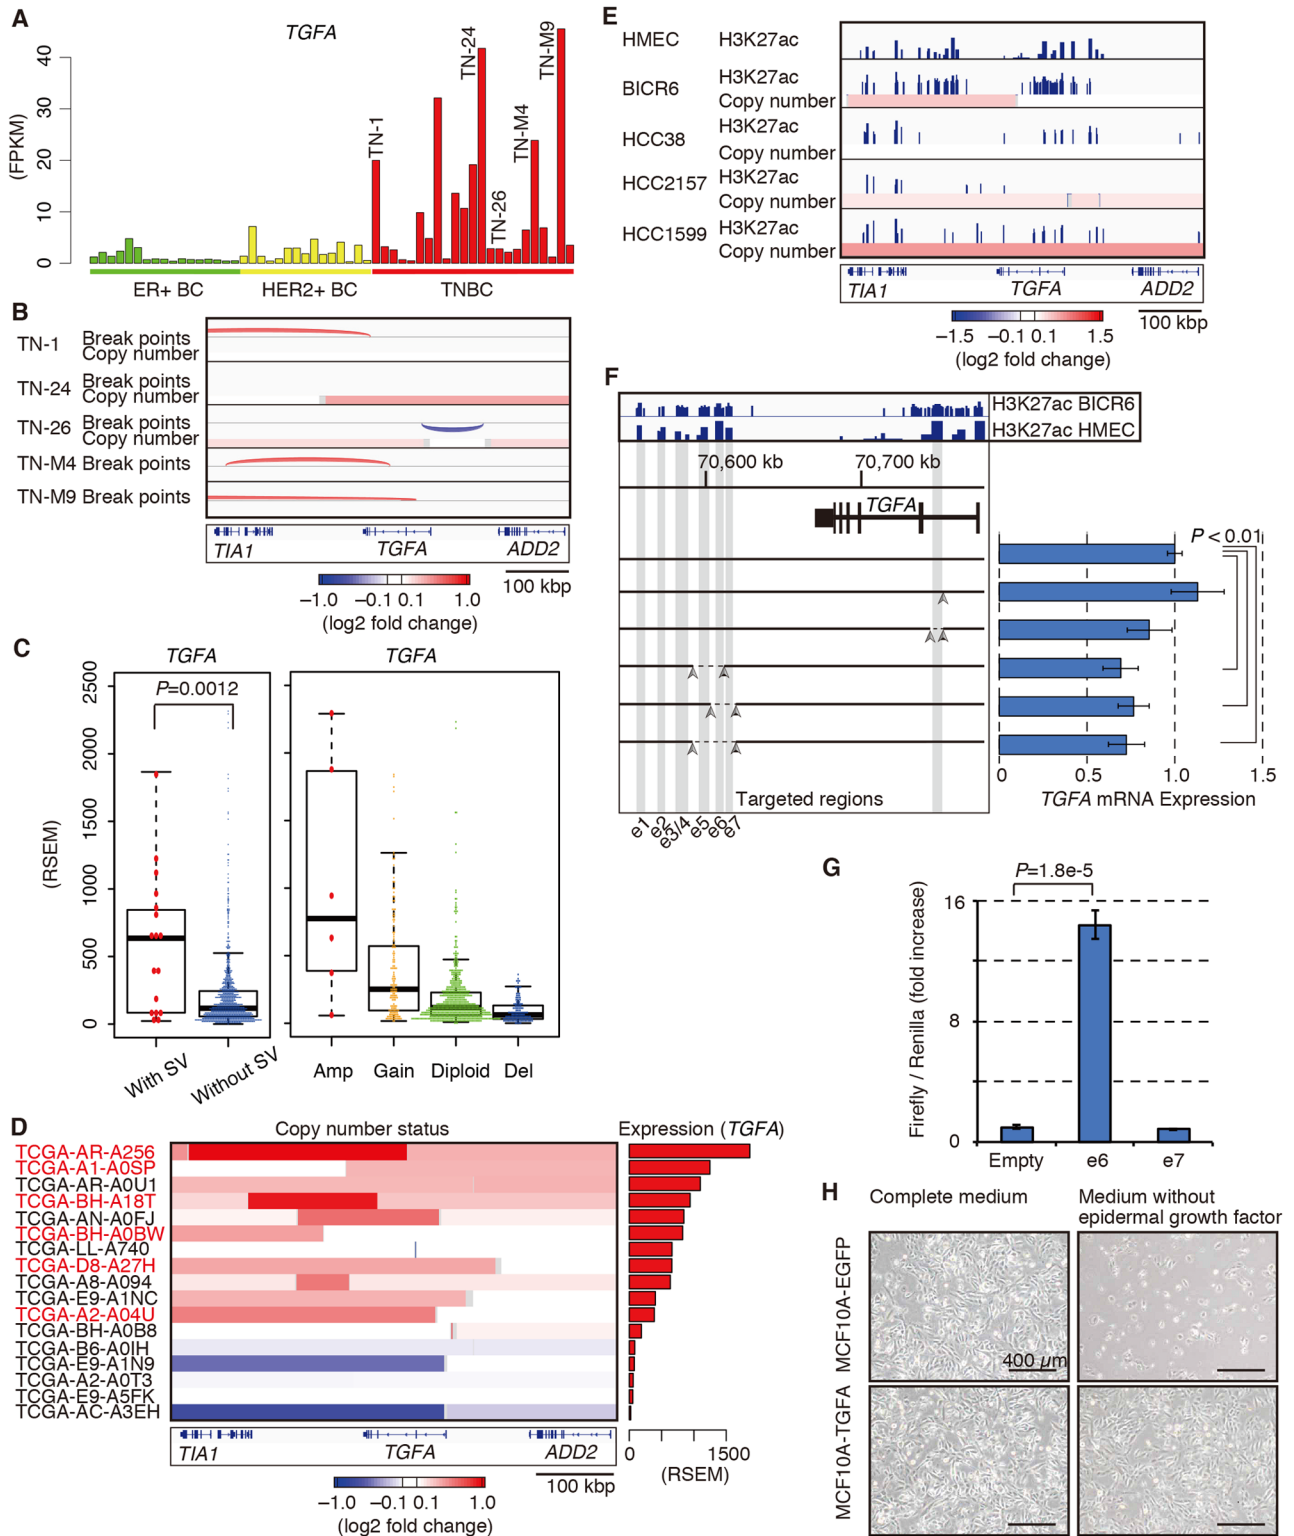 A
TGFA
(FPKM)
40
30
20
10
0
TN-1
TN-24
TN-26
TN-M4
TN-M9
ER+ BC
HER2+ BC
TNBC
B
TN-1
Break points
Copy number
TN-24
Break points
Copy number
TN-26
Break points
Copy number
TN-M4 Break points
TN-M9 Break points
TIA1
TGFA
ADD2
100 kbp
−1.0
−0.1 0.1
1.0
(log2 fold change)
C
TGFA
TGFA
P=0.0012
(RSEM)
2500
2000
1500
1000
500
0
With SV
Without SV
Amp
Gain
Diploid
Del
D
Copy number status
Expression (TGFA)
TCGA-AR-A256
TCGA-A1-A0SP
TCGA-AR-A0U1
TCGA-BH-A18T
TCGA-AN-A0FJ
TCGA-BH-A0BW
TCGA-LL-A740
TCGA-D8-A27H
TCGA-A8-A094
TCGA-E9-A1NC
TCGA-A2-A04U
TCGA-BH-A0B8
TCGA-B6-A0IH
TCGA-E9-A1N9
TCGA-A2-A0T3
TCGA-E9-A5FK
TCGA-AC-A3EH
TIA1
TGFA
ADD2
0
1500
(RSEM)
100 kbp
−1.0
−0.1 0.1
1.0
(log2 fold change)
E
HMEC
H3K27ac
BICR6
H3K27ac
Copy number
HCC38
H3K27ac
Copy number
HCC2157
H3K27ac
Copy number
HCC1599
H3K27ac
Copy number
TIA1
TGFA
ADD2
100 kbp
−1.5
−0.1
0.1
1.5
(log2 fold change)
F
H3K27ac BICR6
H3K27ac HMEC
70,600 kb
70,700 kb
TGFA
P < 0.01
Targeted regions
e1
e2
e3/4
e5
e6
e7
0
0.5
1.0
1.5
TGFA mRNA Expression
G
P=1.8e-5
Firefly / Renilla (fold increase)
16
8
0
Empty
e6
e7
H
Complete medium
Medium without
epidermal growth factor
MCF10A-EGFP
400 µm
MCF10A-TGFA